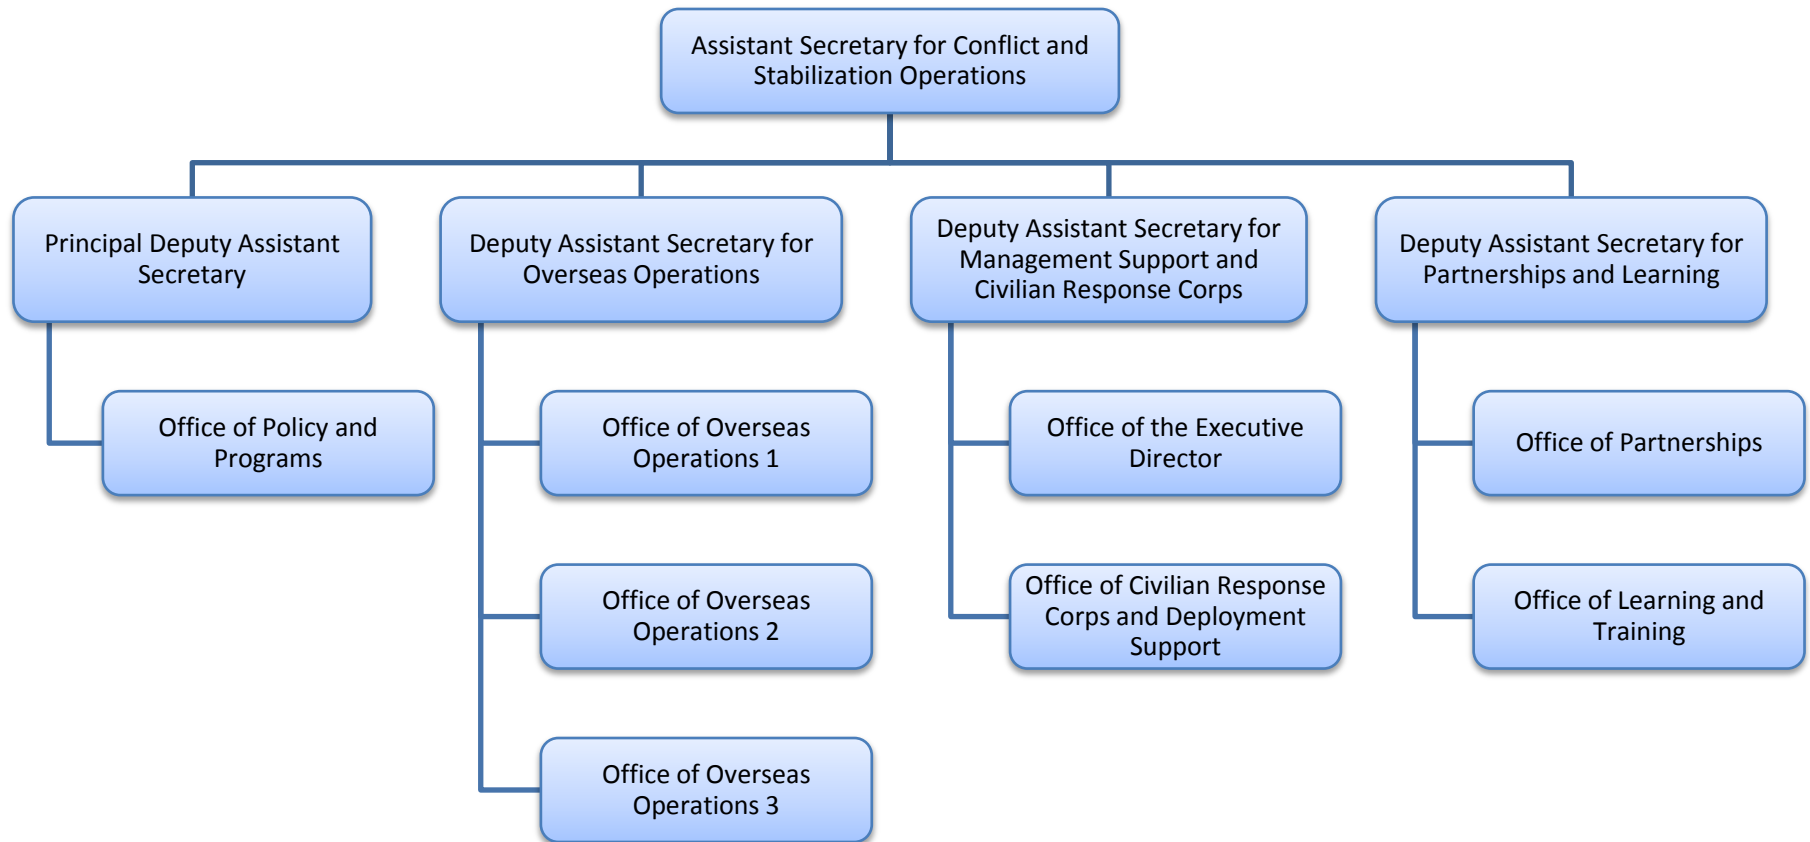 Assistant Secretary for Conflict and
Stabilization Operations
Principal Deputy Assistant
Secretary
Deputy Assistant Secretary for
Overseas Operations
Deputy Assistant Secretary for
Management Support and
Civilian Response Corps
Deputy Assistant Secretary for
Partnerships and Learning
Office of Policy and
Programs
Office of Overseas
Operations 1
Office of the Executive
Director
Office of Partnerships
Office of Overseas
Operations 2
Office of Civilian Response
Corps and Deployment
Support
Office of Learning and
Training
Office of Overseas
Operations 3